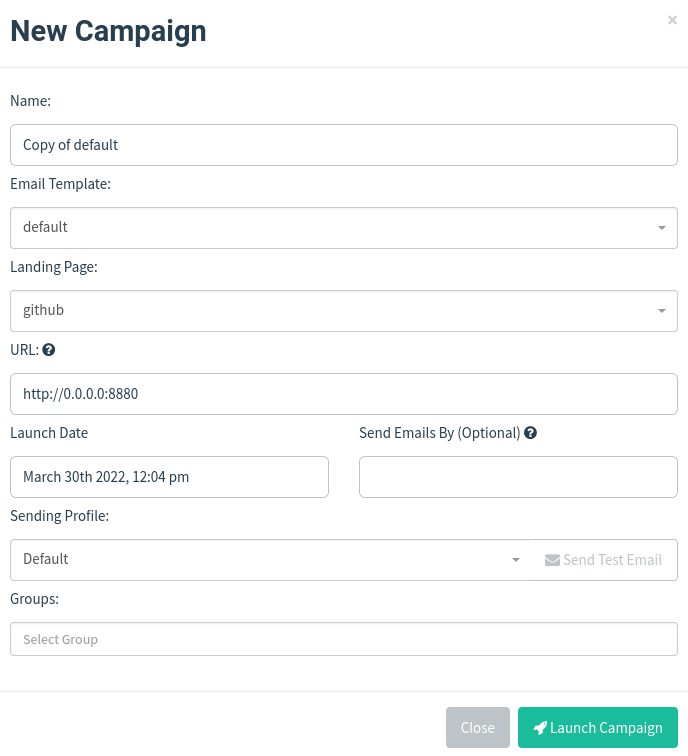 New Campaign
×
Name:
Copy of default
Email Template:
default
Landing Page:
github
URL:
http://0.0.0.0:8880
Launch Date
Send Emails By (Optional)
March 30th 2022, 12:04 pm
Sending Profile:
Default
Send Test Email
Groups:
Select Group
Close
Launch Campaign